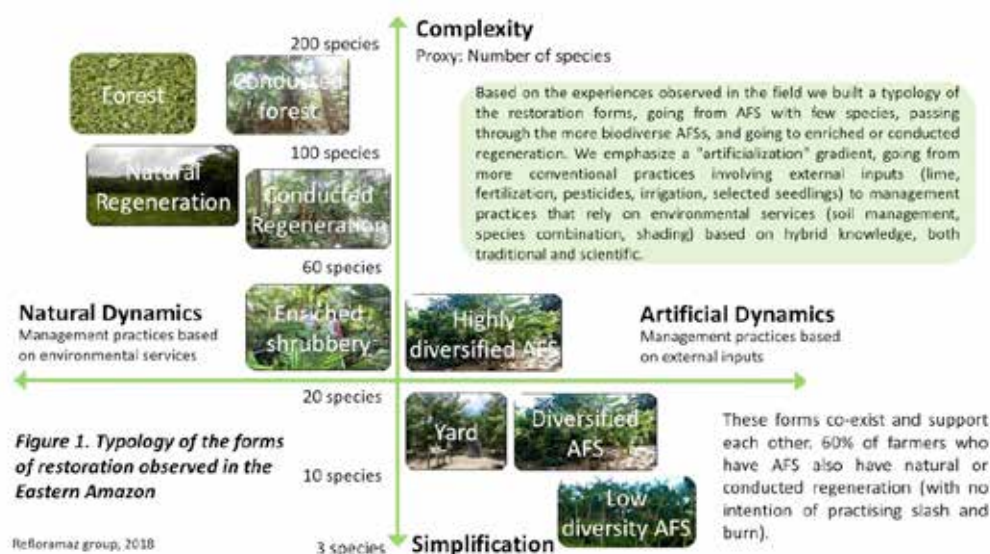 Complexity
Proxy: Number of species
200 species
Forest
Conducted
forest
Based on the experiences observed in the field we built a typology of
the restoration forms, going from AFS with few species, passing
through the more biodiverse AFSs, and going to enriched or conducted
regeneration. We emphasize a "artificialization" gradient, going from
more conventional practices involving external inputs (lime,
fertilization, pesticides, irrigation, selected seedlings) to management
practices that rely on environmental services (soil management,
species combination, shading) based on hybrid knowledge, both
traditional and scientific.
100 species
Natural
Regeneration
Conducted
Regeneration
60 species
Natural Dynamics
Management practices based
on environmental services
Enriched
shrubbery
Highly
diversified AFS
Artificial Dynamics
Management practices based
on external inputs
20 species
Yard
Diversified
AFS
These forms co-exist and support
each other. 60% of farmers who
have AFS also have natural or
conducted regeneration (with no
intention of practising slash and
burn).
Figure 1. Typology of the forms
of restoration observed in the
Eastern Amazon
10 species
Low
diversity AFS
Refloramaz group, 2018
3 species
Simplification